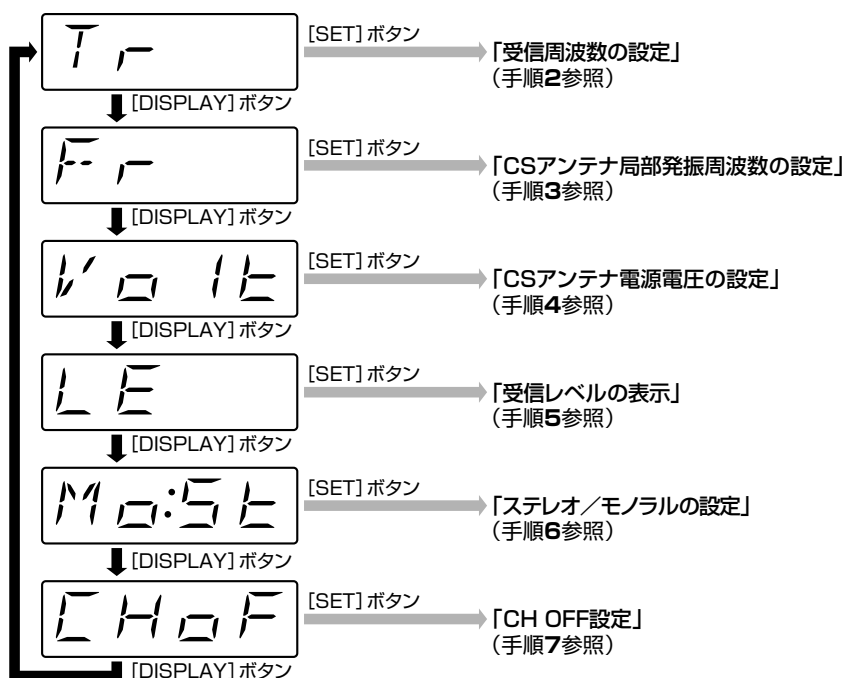 Tr
[SET]ボタン
「受信周波数の設定」
(手順2参照)
[DISPLAY]ボタン
Fr
[SET]ボタン
「CSアンテナ局部発振周波数の設定」
(手順3参照)
[DISPLAY]ボタン
Volt
[SET]ボタン
「CSアンテナ電源電圧の設定」
(手順4参照)
[DISPLAY]ボタン
LE
[SET]ボタン
「受信レベルの表示」
(手順5参照)
[DISPLAY]ボタン
Mo:St
[SET]ボタン
「ステレオ/モノラルの設定」
(手順6参照)
[DISPLAY]ボタン
CHoF
[SET]ボタン
「CH OFF設定」
(手順7参照)
[DISPLAY]ボタン